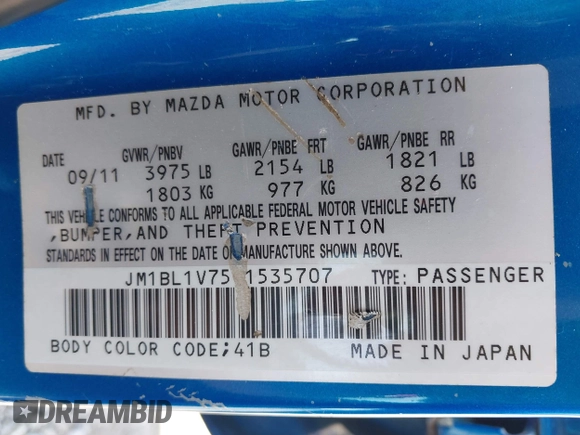 MFD. BY MAZDA MOTOR CORPORATION
DATE GVWR/PNBV GAWR/PNBE FRT GAWR/PNBE RR
09/11 3975 LB 2154 LB 1821 LB
1803 KG 977 KG 826 KG
THIS VEHICLE CONFORMS TO ALL APPLICABLE FEDERAL MOTOR VEHICLE SAFETY
,BUMPER,AND THEFT PREVENTION
STANDARDS IN EFFECT ON THE DATE OF MANUFACTURE SHOWN ABOVE.
TYPE: PASSENGER
BODY COLOR CODE;41B MADE IN JAPAN
DREAMBID